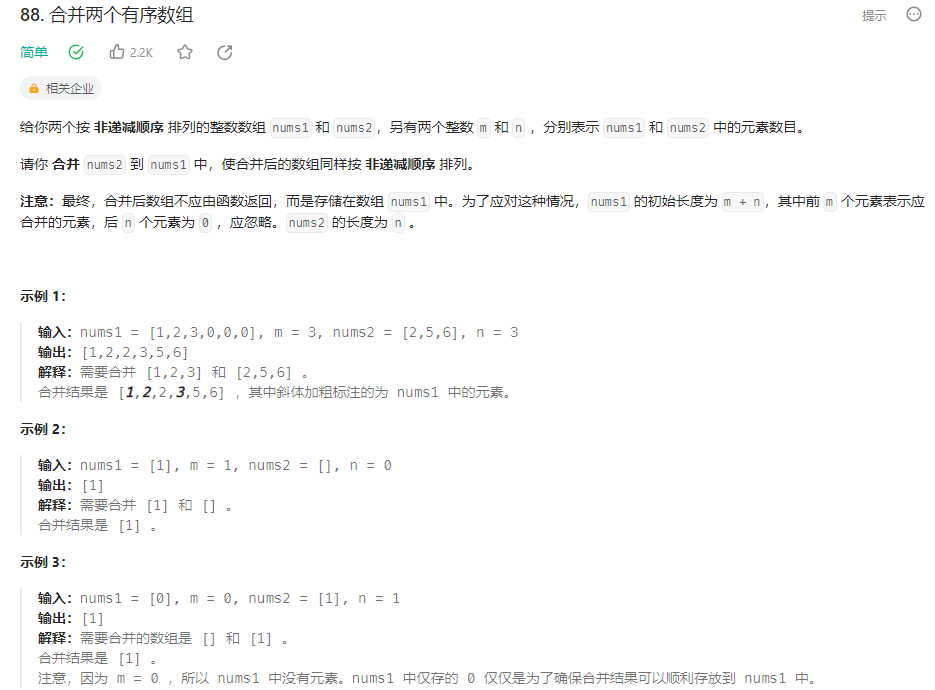 88. 合并两个有序数组 提示
简单 2.2K
相关企业
给你两个按 非递减顺序 排列的整数数组 nums1 和 nums2，另有两个整数 m 和 n ，分别表示 nums1 和 nums2 中的元素数目。
请你 合并 nums2 到 nums1 中，使合并后的数组同样按 非递减顺序 排列。
注意：最终，合并后数组不应由函数返回，而是存储在数组 nums1 中。为了应对这种情况，nums1 的初始长度为 m + n，其中前 m 个元素表示应
合并的元素，后 n 个元素为 0 ，应忽略。nums2 的长度为 n 。
示例 1：
输入：nums1 = [1,2,3,0,0,0], m = 3, nums2 = [2,5,6], n = 3
输出：[1,2,2,3,5,6]
解释：需要合并 [1,2,3] 和 [2,5,6] 。
合并结果是 [1,2,2,3,5,6] ，其中斜体加粗标注的为 nums1 中的元素。
示例 2：
输入：nums1 = [1], m = 1, nums2 = [], n = 0
输出：[1]
解释：需要合并 [1] 和 [] 。
合并结果是 [1] 。
示例 3：
输入：nums1 = [0], m = 0, nums2 = [1], n = 1
输出：[1]
解释：需要合并的数组是 [] 和 [1] 。
合并结果是 [1] 。
注意，因为 m = 0 ，所以 nums1 中没有元素。nums1 中仅存的 0 仅仅是为了确保合并结果可以顺利存放到 nums1 中。